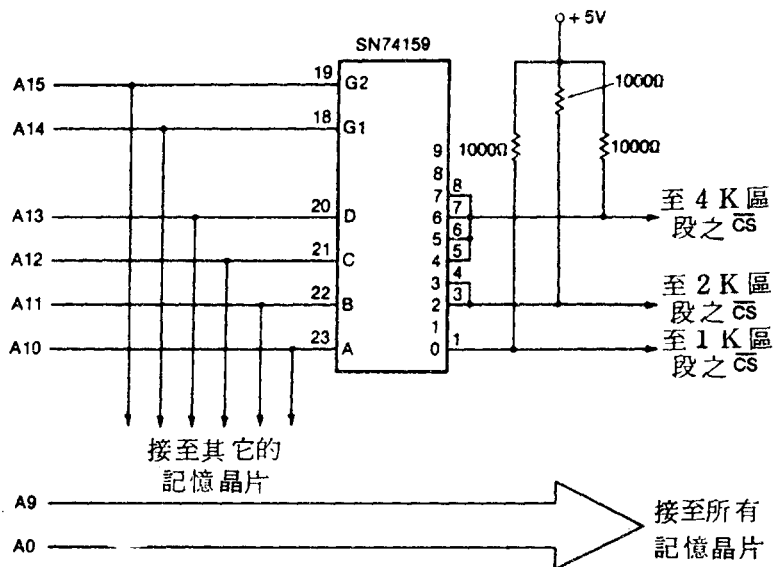 + 5V
SN74159
A15
19
G2
A14
18
G1
A13
20
D
A12
21
C
A11
22
B
A10
23
A
9
8
7
6
5
4
3
2
1
0
8
7
6
5
4
3
1
1000Ω
1000Ω
1000Ω
至 4 K 區
段之 CS
至 2 K 區
段之 CS
至 1 K 區
段之 CS
接至其它的
記憶晶片
A9
A0
接至所有
記憶晶片